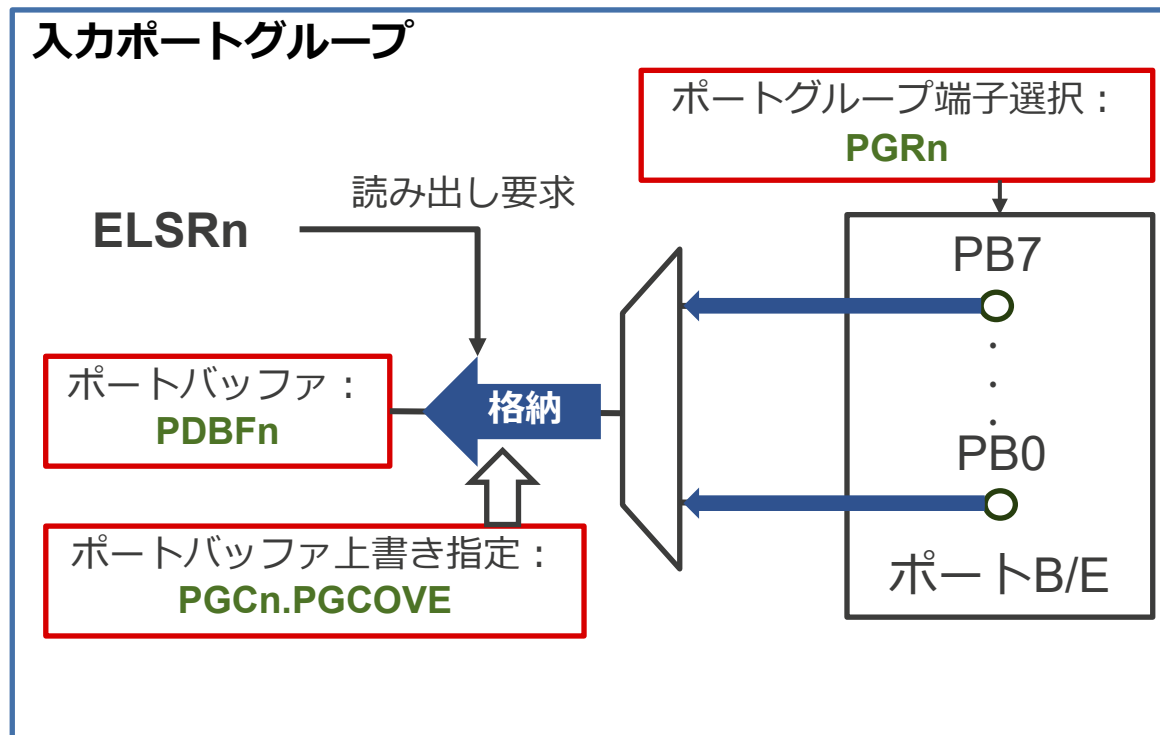 入力ポートグループ
ポートグループ端子選択：
PGRn
読み出し要求
ELSRn
PB7
.
.
.
PB0
ポートB/E
格納
ポートバッファ：
PDBFn
ポートバッファ上書き指定：
PGCn.PGCOVE